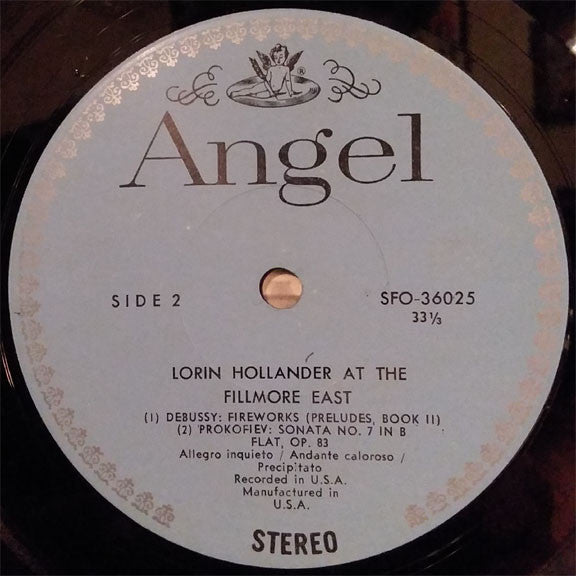 ®
Angel
SIDE 2
SFO-36025
33⅓
LORIN HOLLANDER AT THE
FILLMORE EAST
(1) DEBUSSY: FIREWORKS (PRELUDES, BOOK II)
(2) PROKOFIEV: SONATA NO. 7 IN B
FLAT, OP. 83
Allegro inquieto / Andante caloroso /
Precipitato
Recorded in U.S.A.
Manufactured in
U.S.A.
STEREO